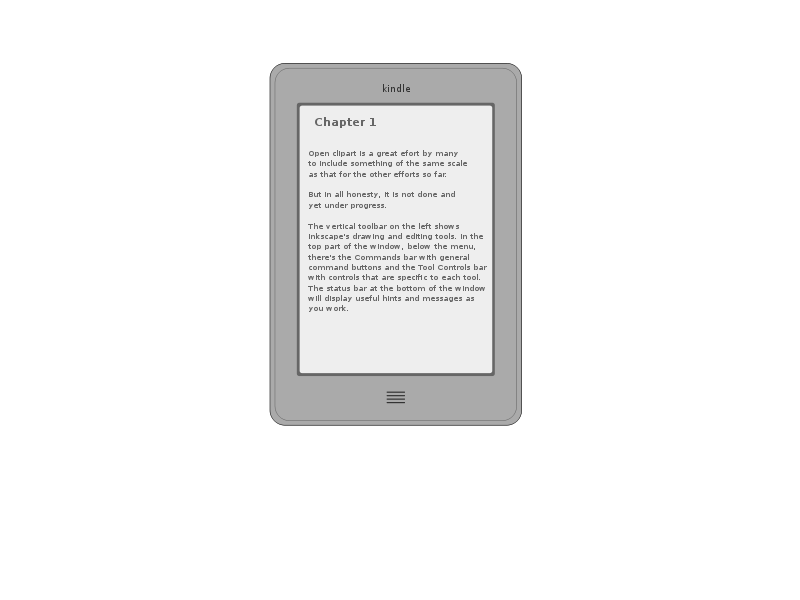 kindle
Chapter 1
Open clipart is a great efort by many
to include something of the same scale
as that for the other efforts so far.
But in all honesty, it is not done and
yet under progress.
The vertical toolbar on the left shows
Inkscape's drawing and editing tools. In the
top part of the window, below the menu,
there's the Commands bar with general
command buttons and the Tool Controls bar
with controls that are specific to each tool.
The status bar at the bottom of the window
will display useful hints and messages as
you work.